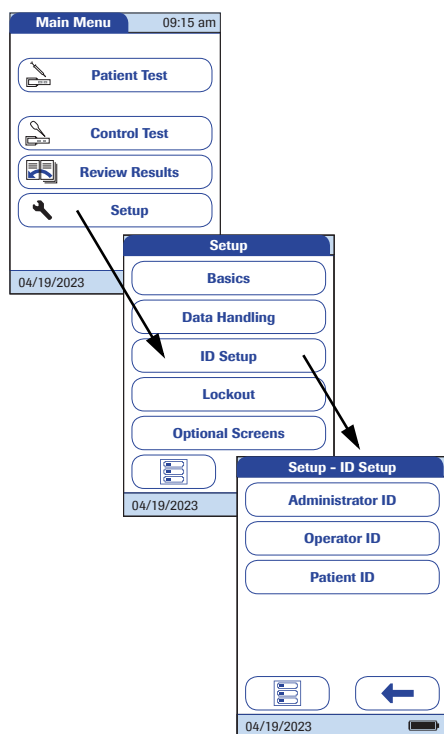 Main Menu 09:15 am
Patient Test
Control Test
Review Results
Setup
04/19/2023
Setup
Basics
Data Handling
ID Setup
Lockout
Optional Screens
04/19/2023
Setup - ID Setup
Administrator ID
Operator ID
Patient ID
04/19/2023